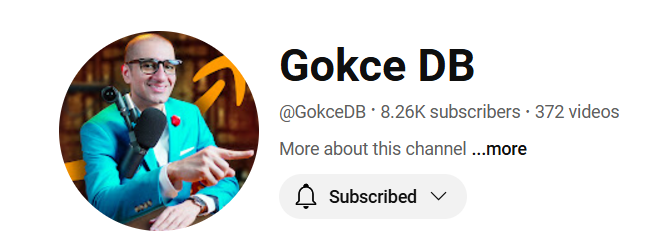 Gokce DB
@GokceDB · 8.26K subscribers · 372 videos
More about this channel ...more
Subscribed